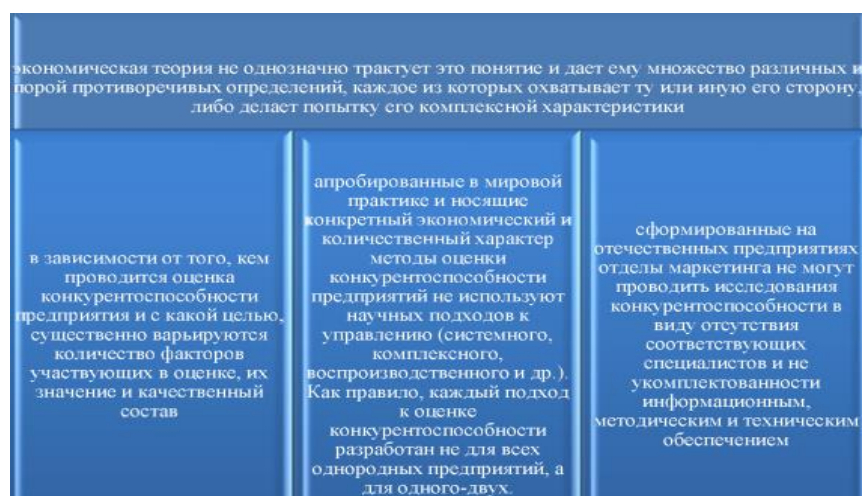 экономическая теория не однозначно трактует это понятие и дает ему множество различных и
порой противоречивых определений, каждое из которых охватывает ту или иную его сторону,
либо делает попытку его комплексной характеристики
в зависимости от того, кем
проводится оценка
конкурентоспособности
предприятия и с какой целью,
существенно варьируются
количество факторов
участвующих в оценке, их
значение и качественный
состав
апробированные в мировой
практике и носящие
конкретный экономический и
количественный характер
методы оценки
конкурентоспособности
предприятий не используют
научных подходов к
управлению (системного,
комплексного,
воспроизводственного и др.).
Как правило, каждый подход
к оценке
конкурентоспособности
разработан не для всех
однородных предприятий, а
для одного-двух.
сформированные на
отечественных предприятиях
отделы маркетинга не могут
проводить исследования
конкурентоспособности в
виду отсутствия
соответствующих
специалистов и не
укомплектованности
информационным,
методическим и техническим
обеспечением